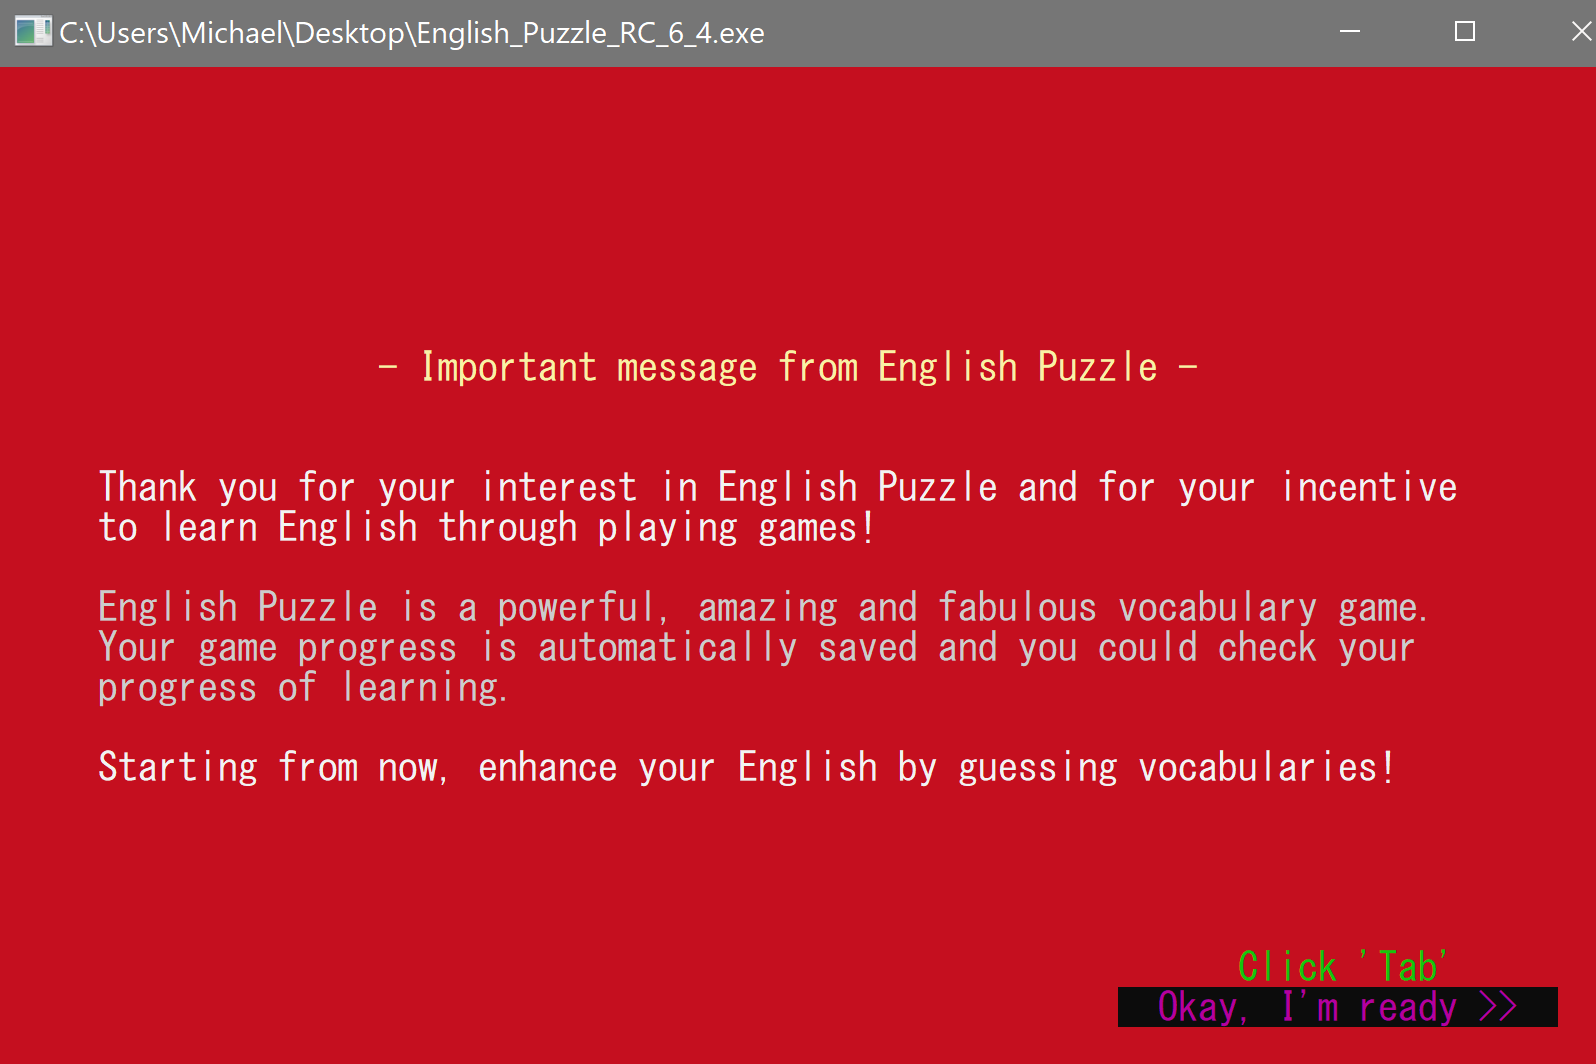 C:\Users\Michael\Desktop\English_Puzzle_RC_6_4.exe
- Important message from English Puzzle -
Thank you for your interest in English Puzzle and for your incentive
to learn English through playing games!
English Puzzle is a powerful, amazing and fabulous vocabulary game.
Your game progress is automatically saved and you could check your
progress of learning.
Starting from now, enhance your English by guessing vocabularies!
Click 'Tab'
Okay, I'm ready >>